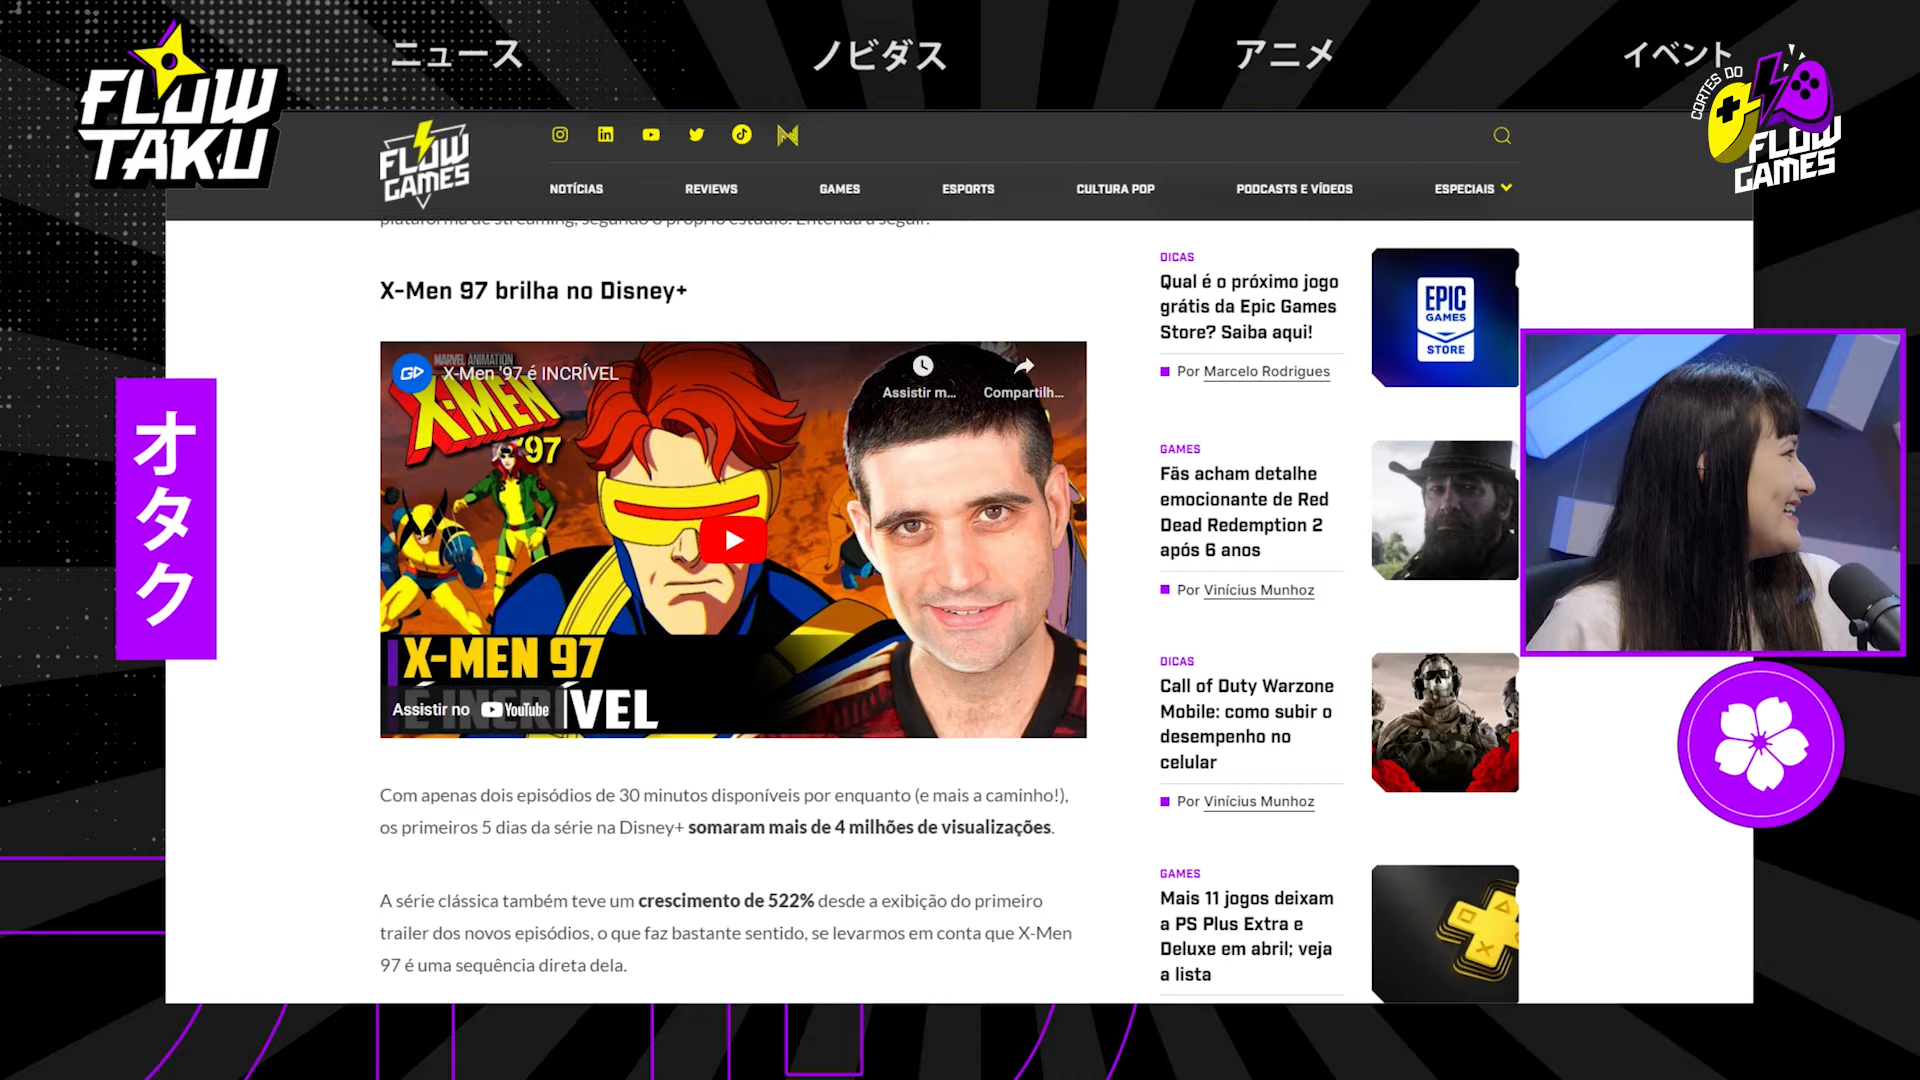 FLOW
TAKU
ニュース
ノビダス
アニメ
イベント
CORTES DO
FLOW
GAMES
FLOW
GAMES
NOTÍCIAS
REVIEWS
GAMES
ESPORTS
CULTURA POP
PODCASTS E VÍDEOS
ESPECIAIS
オタク
plataforma de streaming, segundo o próprio estúdio. Entenda a seguir.
X-Men 97 brilha no Disney+
MARVEL ANIMATION
X-Men '97 é INCRÍVEL
Assistir m...
Compartilh...
X-MEN
'97
X-MEN 97
É INCRÍVEL
Assistir no YouTube
Com apenas dois episódios de 30 minutos disponíveis por enquanto (e mais a caminho!),
os primeiros 5 dias da série na Disney+ somaram mais de 4 milhões de visualizações.
A série clássica também teve um crescimento de 522% desde a exibição do primeiro
trailer dos novos episódios, o que faz bastante sentido, se levarmos em conta que X-Men
97 é uma sequência direta dela.
DICAS
Qual é o próximo jogo
grátis da Epic Games
Store? Saiba aqui!
Por Marcelo Rodrigues
EPIC
GAMES
STORE
GAMES
Fãs acham detalhe
emocionante de Red
Dead Redemption 2
após 6 anos
Por Vinícius Munhoz
DICAS
Call of Duty Warzone
Mobile: como subir o
desempenho no
celular
Por Vinícius Munhoz
GAMES
Mais 11 jogos deixam
a PS Plus Extra e
Deluxe em abril; veja
a lista